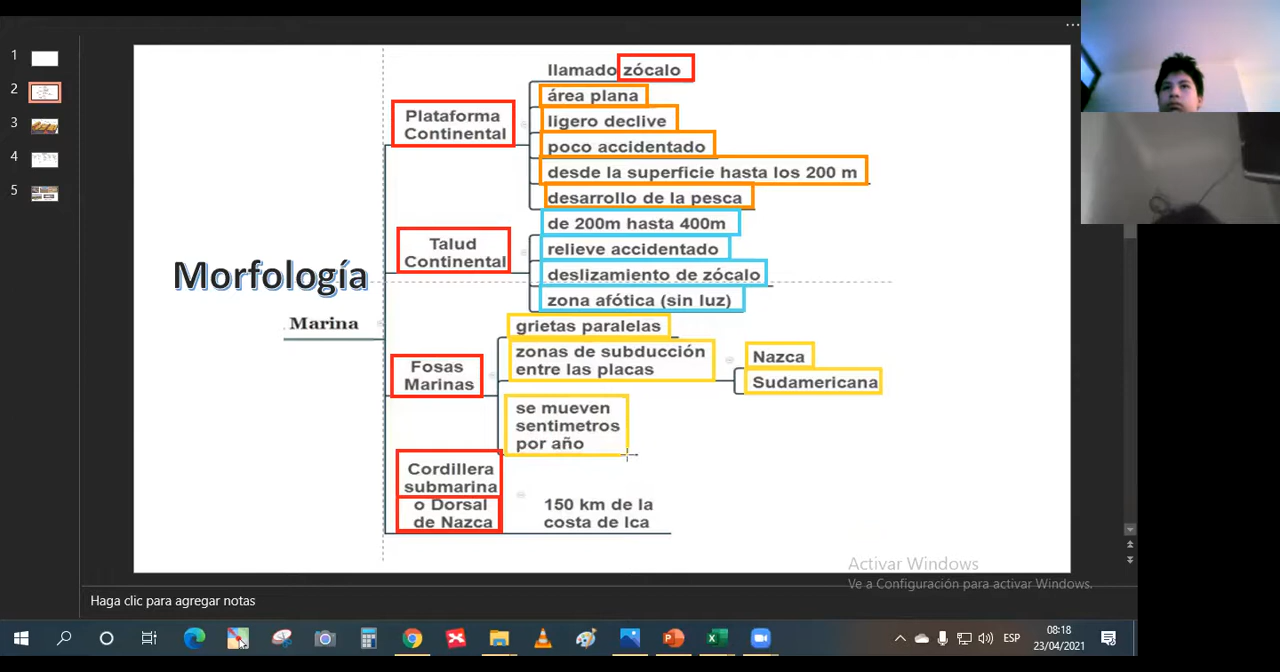 1
2
3
4
5
llamado zócalo
Plataforma
Continental
área plana
ligero declive
poco accidentado
desde la superficie hasta los 200 m
desarrollo de la pesca
Talud
Continental
de 200m hasta 400m
relieve accidentado
deslizamiento de zócalo
zona afótica (sin luz)
Morfología
Marina
Fosas
Marinas
grietas paralelas
zonas de subducción
entre las placas
Nazca
Sudamericana
se mueven
sentimetros
por año
Cordillera
submarina
o Dorsal
de Nazca
150 km de la
costa de Ica
Activar Windows
Ve a Configuración para activar Windows.
Haga clic para agregar notas
ESP
08:18
23/04/2021